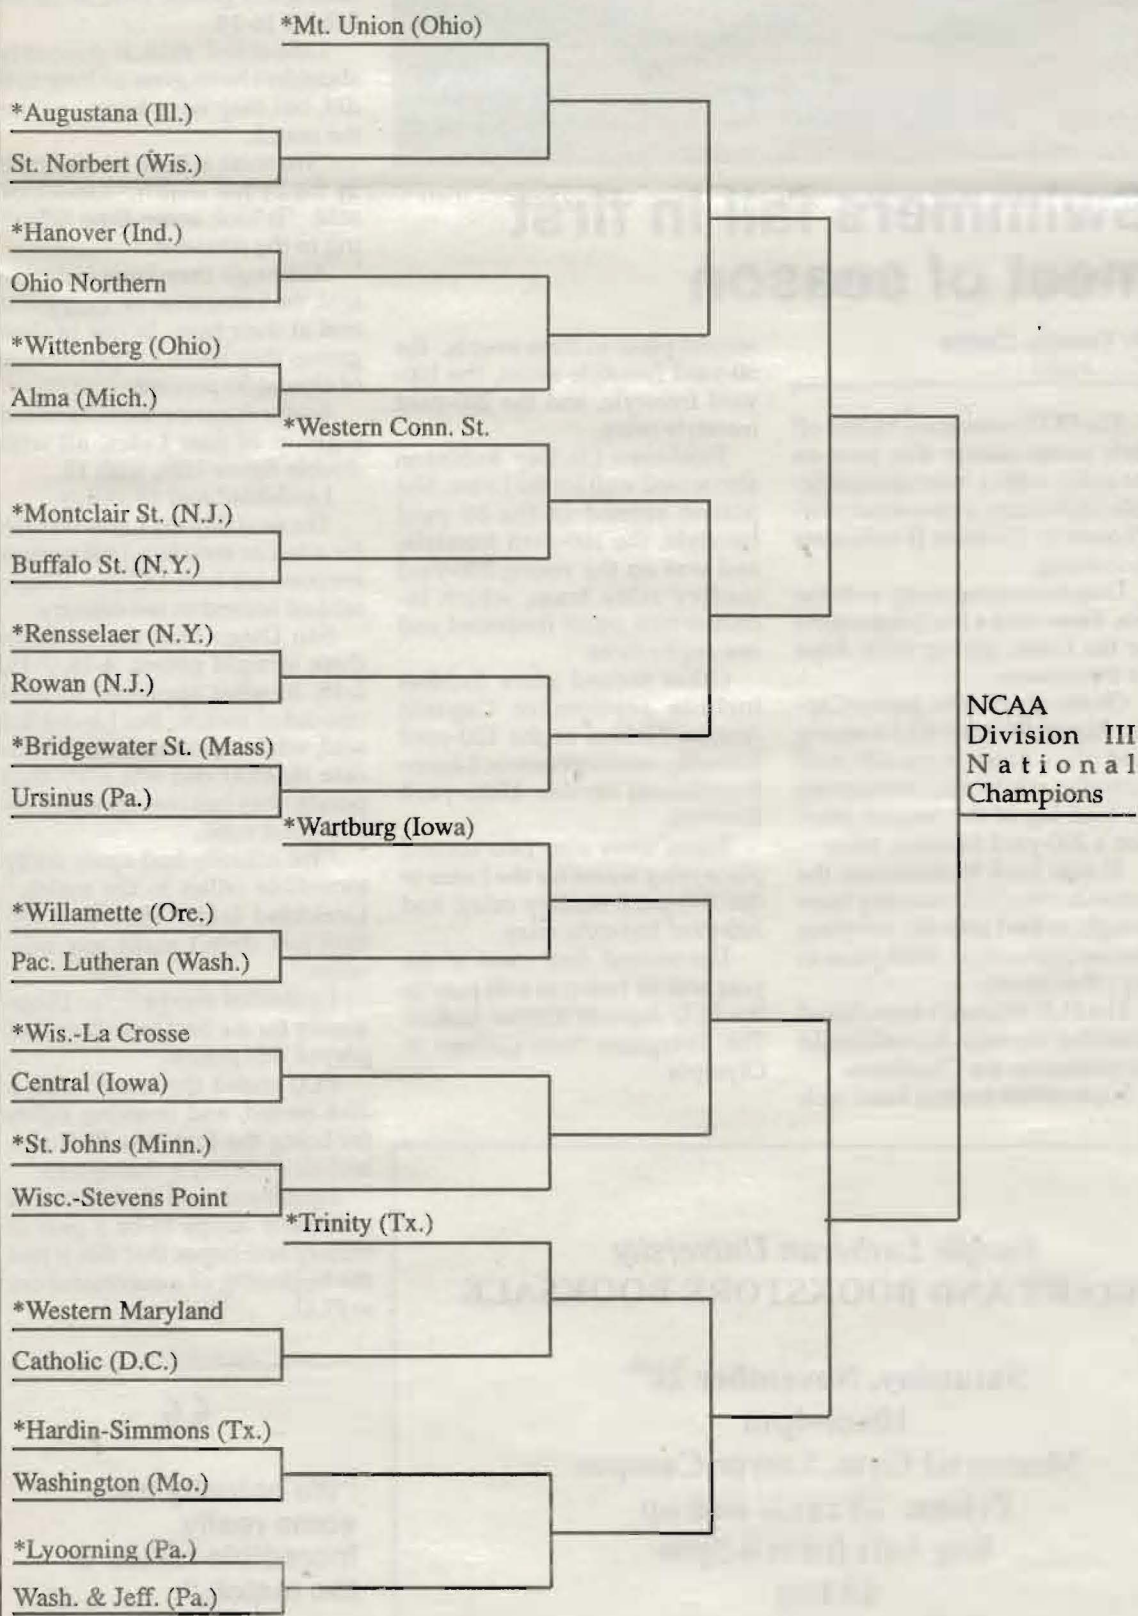 *Mt. Union (Ohio)
*Augustana (Ill.)
St. Norbert (Wis.)
*Hanover (Ind.)
Ohio Northern
*Wittenberg (Ohio)
Alma (Mich.)
*Western Conn. St.
*Montclair St. (N.J.)
Buffalo St. (N.Y.)
*Rensselaer (N.Y.)
Rowan (N.J.)
*Bridgewater St. (Mass)
Ursinus (Pa.)
*Wartburg (Iowa)
*Willamette (Ore.)
Pac. Lutheran (Wash.)
*Wis.-La Crosse
Central (Iowa)
*St. Johns (Minn.)
Wisc.-Stevens Point
*Trinity (Tx.)
*Western Maryland
Catholic (D.C.)
*Hardin-Simmons (Tx.)
Washington (Mo.)
*Lyoorning (Pa.)
Wash. & Jeff. (Pa.)
NCAA
Division III
National
Champions